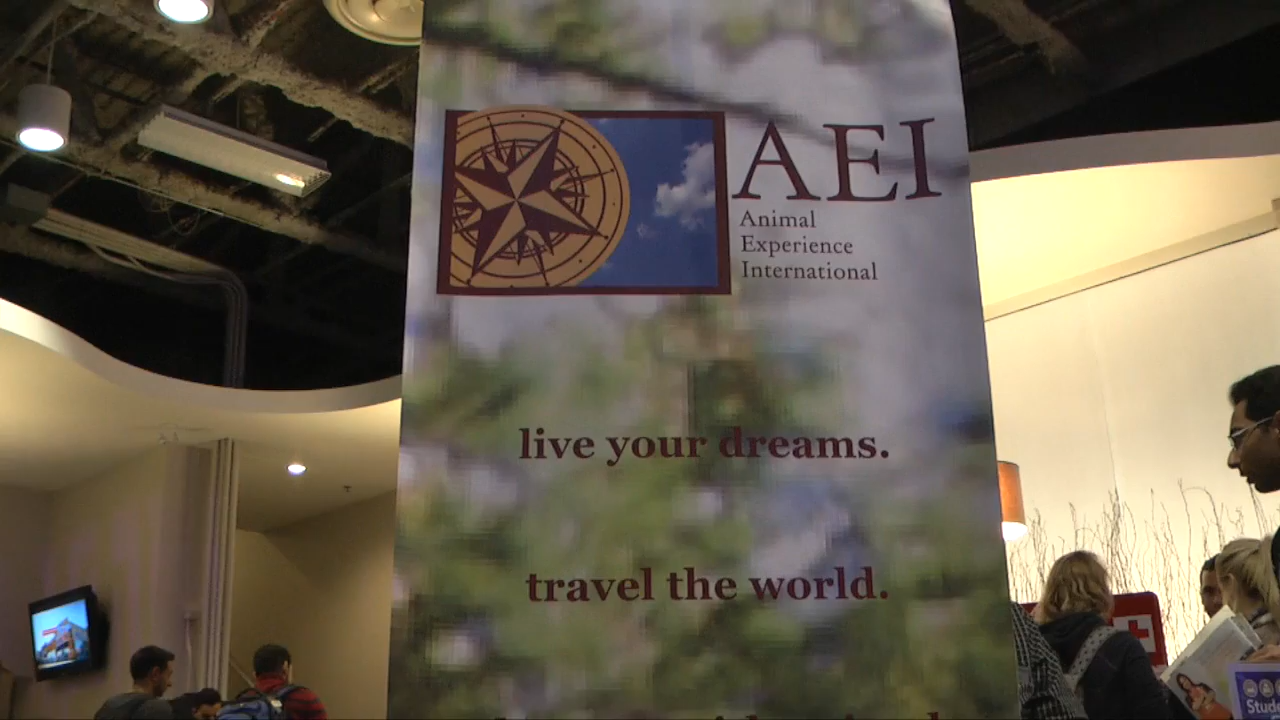 AEI
Animal
Experience
International
live your dreams.
travel the world.